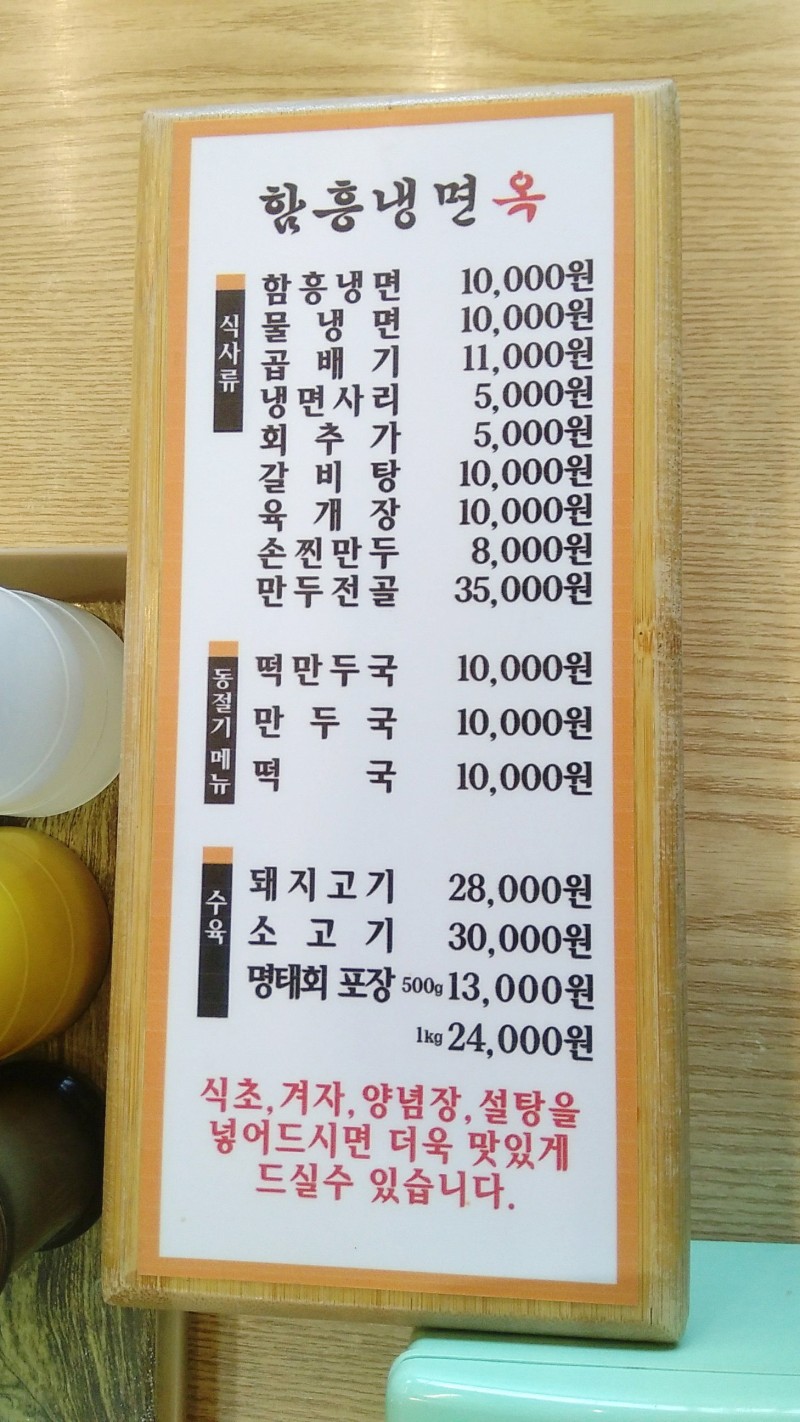 함흥냉면옥
식사류
함흥냉면 10,000원
물냉면 10,000원
곱배기 11,000원
냉면사리 5,000원
회추가 5,000원
갈비탕 10,000원
육개장 10,000원
손찐만두 8,000원
만두전골 35,000원
동절기 메뉴
떡만두국 10,000원
만두국 10,000원
떡국 10,000원
수육
돼지고기 28,000원
소고기 30,000원
명태회 포장 500g 13,000원
1kg 24,000원
식초, 겨자, 양념장, 설탕을
넣어드시면 더욱 맛있게
드실수 있습니다.